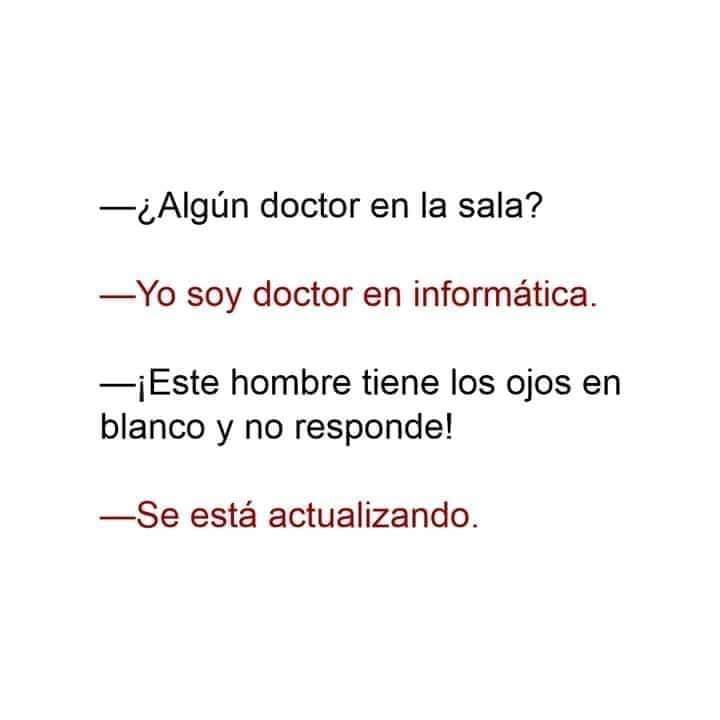 —¿Algún doctor en la sala?
—Yo soy doctor en informática.
—¡Este hombre tiene los ojos en
blanco y no responde!
—Se está actualizando.